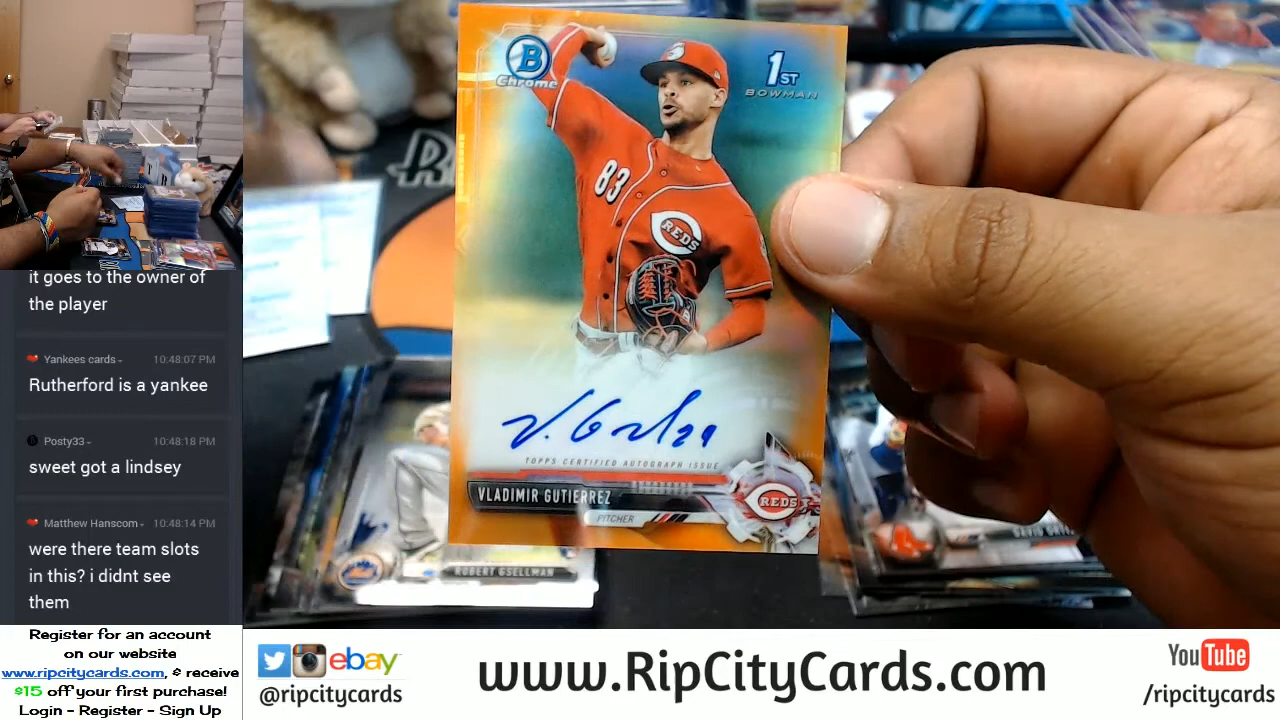 it goes to the owner of
the player
Yankees cards 10:48:07 PM
Rutherford is a yankee
Posty33 10:48:18 PM
sweet got a lindsey
Matthew Hanscom 10:48:14 PM
were there team slots
in this? i didnt see
them
Register for an account
on our website
www.ripcitycards.com, & receive
$15 off your first purchase!
Login - Register - Sign Up
B
Chrome
1ST
BOWMAN
83
REDS
V. Gutz 29
TOPPS CERTIFIED AUTOGRAPH ISSUE
VLADIMIR GUTIERREZ
PITCHER
REDS
ROBERT GSELLMAN
ebay
@ripcitycards
www.RipCityCards.com
YouTube
/ripcitycards